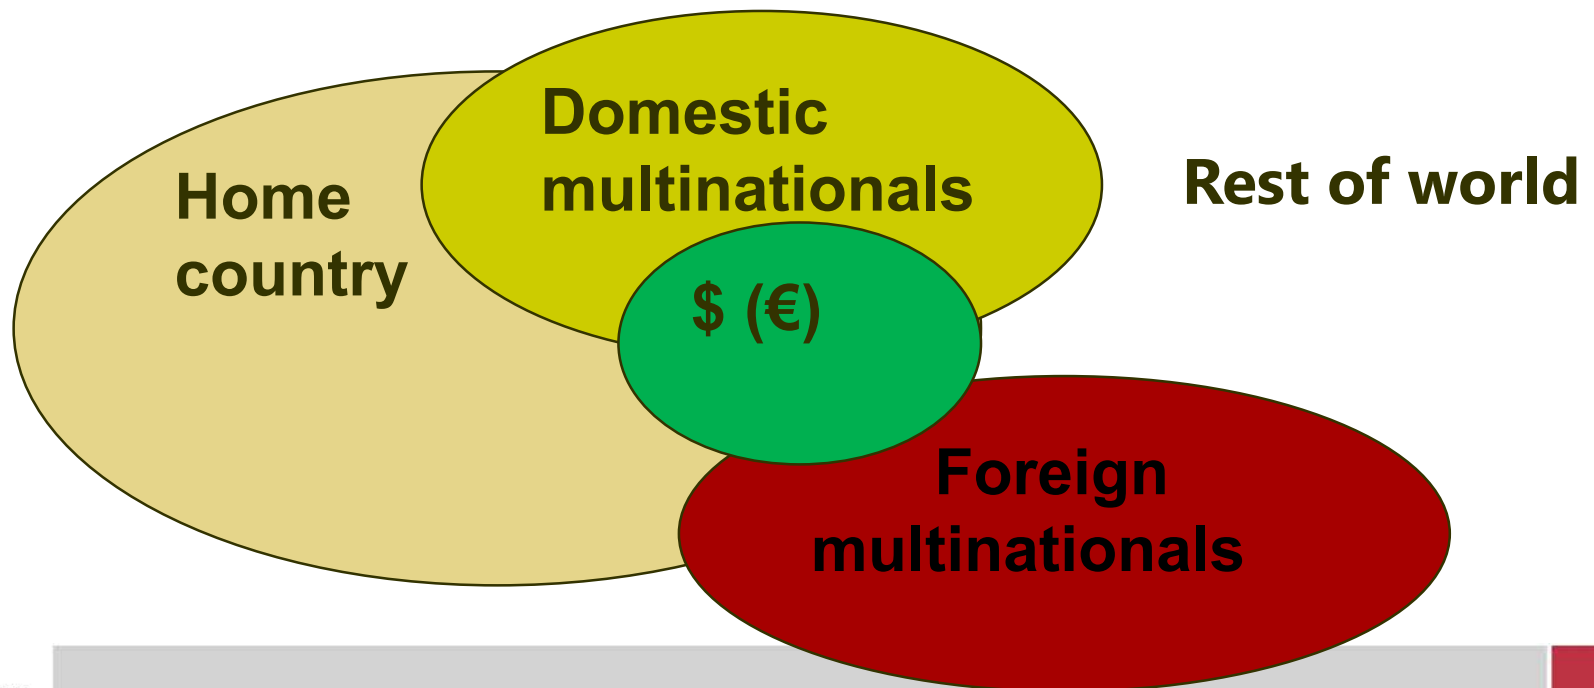 Domestic
multinationals
Home
country
Rest of world
$ (€)
Foreign
multinationals